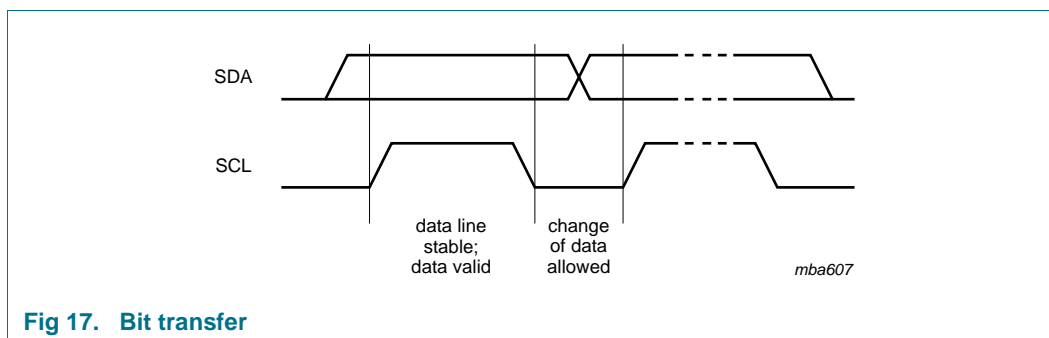 SDA
SCL
data line
stable;
data valid
change
of data
allowed
mba607
Fig 17. Bit transfer